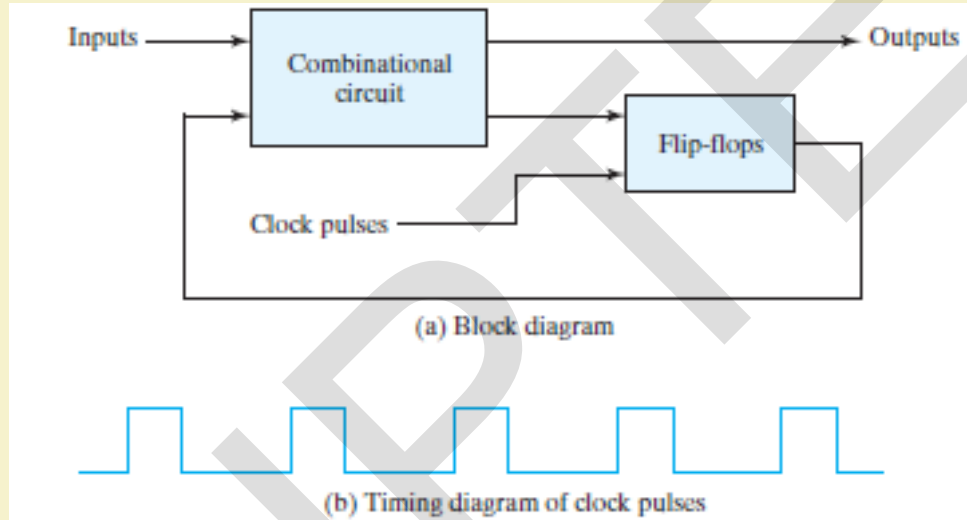 Inputs
Combinational
circuit
Outputs
Flip-flops
Clock pulses
(a) Block diagram
(b) Timing diagram of clock pulses